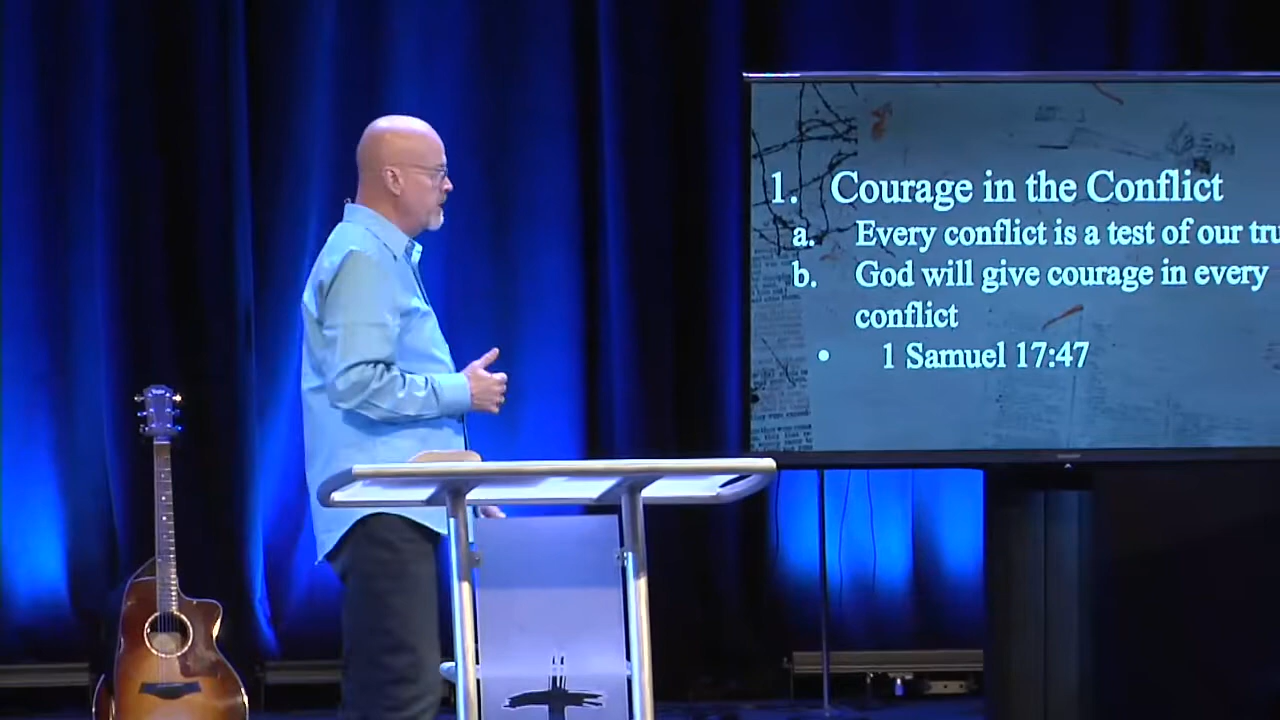 1. Courage in the Conflict
a. Every conflict is a test of our tru
b. God will give courage in every
conflict
• 1 Samuel 17:47